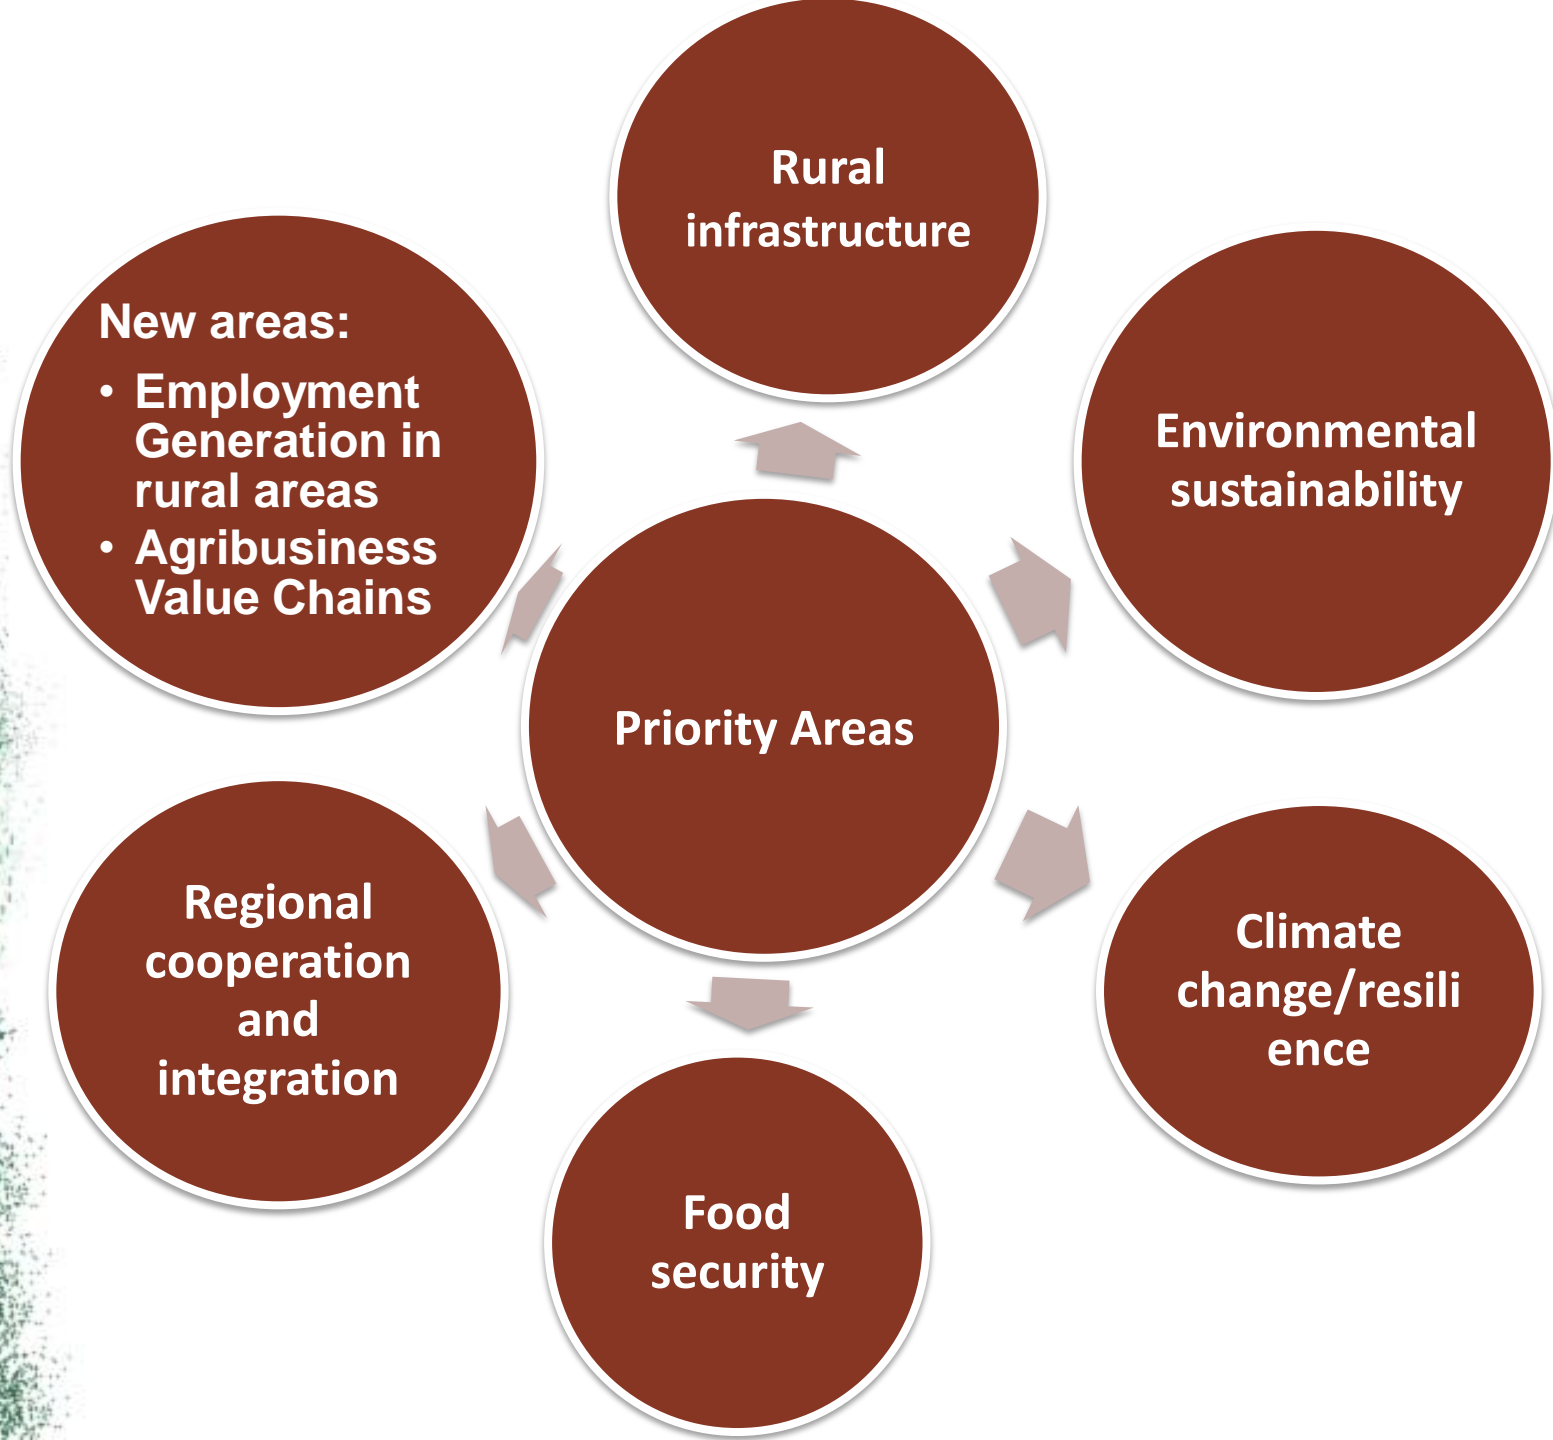 Rural
infrastructure
New areas:
• Employment
Generation in
rural areas
• Agribusiness
Value Chains
Environmental
sustainability
Priority Areas
Regional
cooperation
and
integration
Climate
change/resili
ence
Food
security